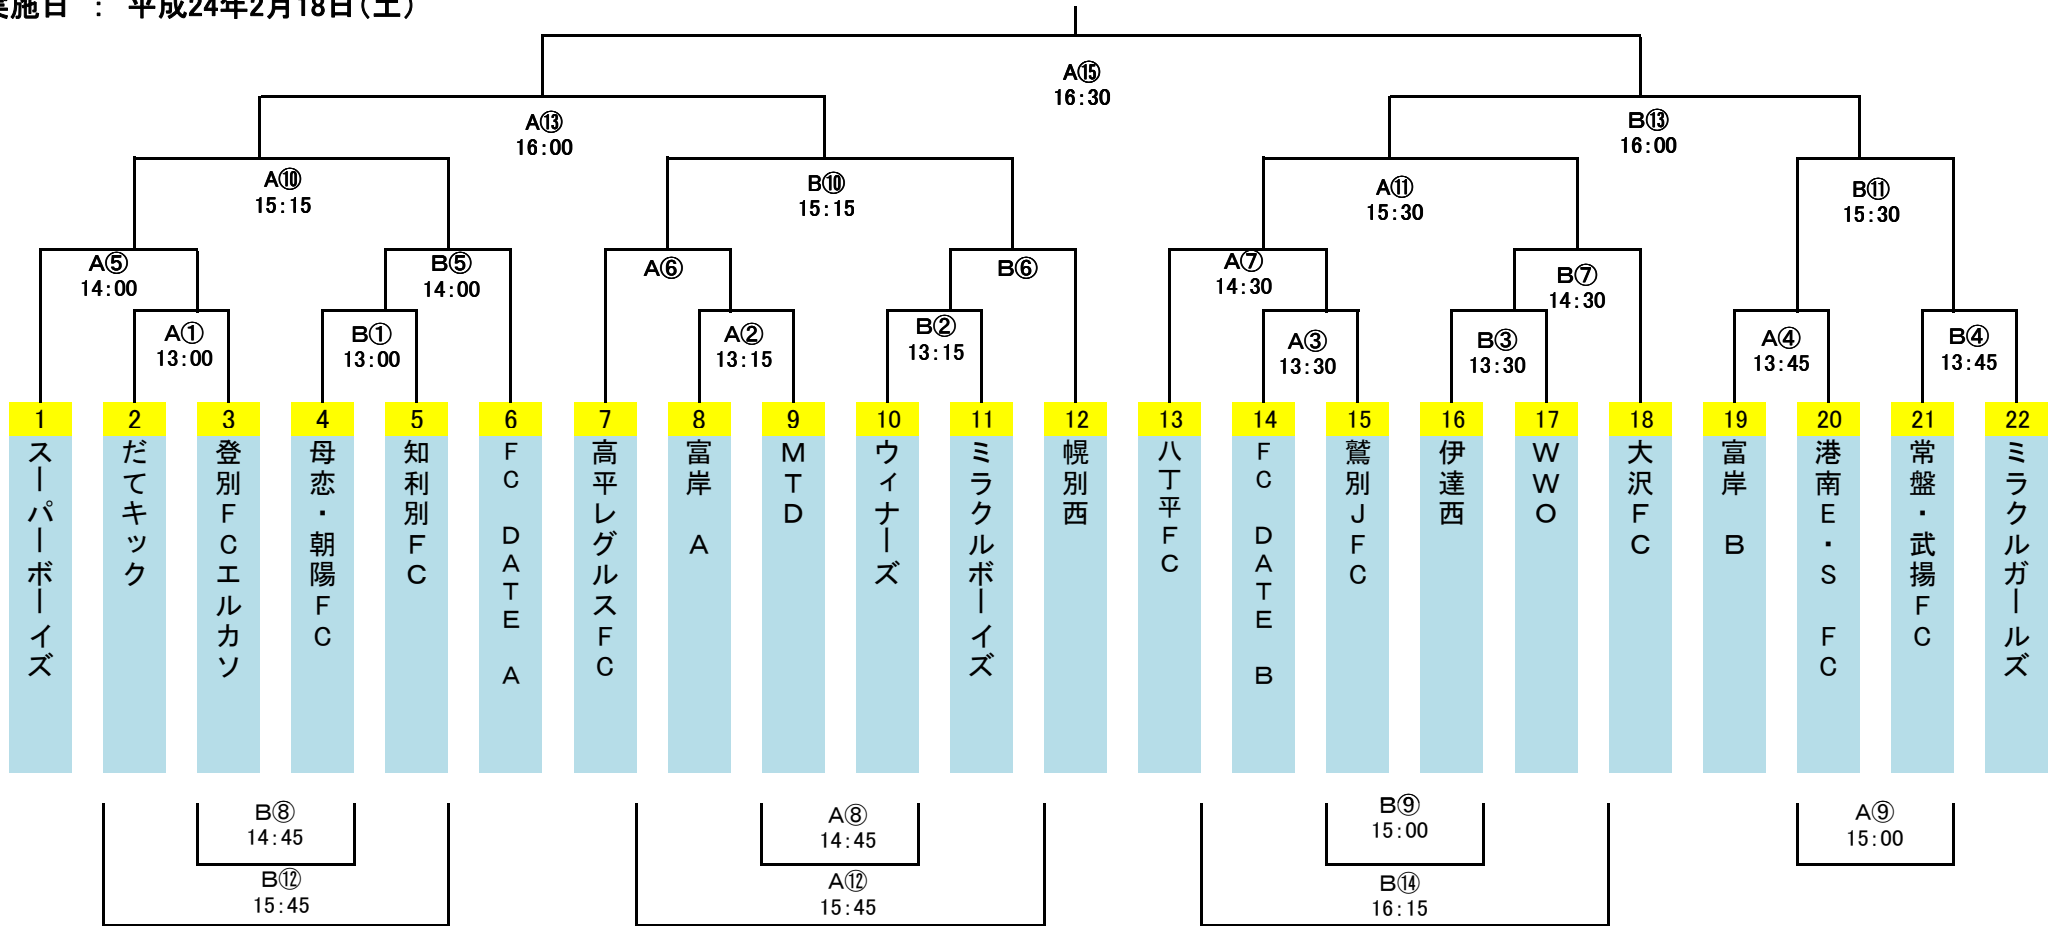 実施日 ： 平成24年2月18日（土）
A⑮
16:30
A⑬
16:00
B⑬
16:00
A⑩
15:15
B⑩
15:15
A⑪
15:30
B⑪
15:30
A⑤
14:00
B⑤
14:00
A⑥
B⑥
A⑦
14:30
B⑦
14:30
A①
13:00
B①
13:00
A②
13:15
B②
13:15
A③
13:30
B③
13:30
A④
13:45
B④
13:45
1
スーパーボーイズ
2
だてキック
3
登別FCエルカソ
4
母恋・朝陽FC
5
知利別FC
6
FC DATE A
7
高平レグルスFC
8
富岸 A
9
MTD
10
ウィナーズ
11
ミラクルボーイズ
12
幌別西
13
八丁平FC
14
FC DATE B
15
鷲別JFC
16
伊達西
17
WWO
18
大沢FC
19
富岸 B
20
港南E・S FC
21
常盤・武揚FC
22
ミラクルガールズ
B⑧
14:45
A⑧
14:45
B⑨
15:00
A⑨
15:00
B⑫
15:45
A⑫
15:45
B⑭
16:15